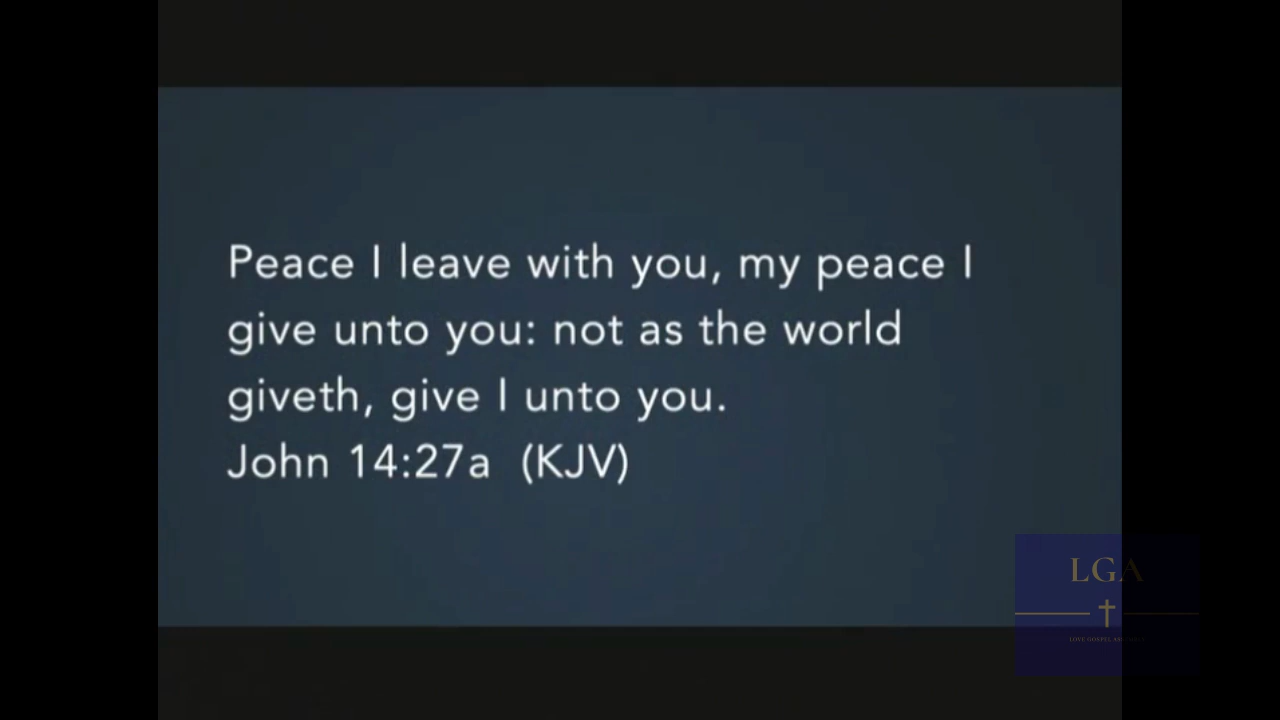 Peace I leave with you, my peace I
give unto you: not as the world
giveth, give I unto you.
John 14:27a (KJV)
LGA